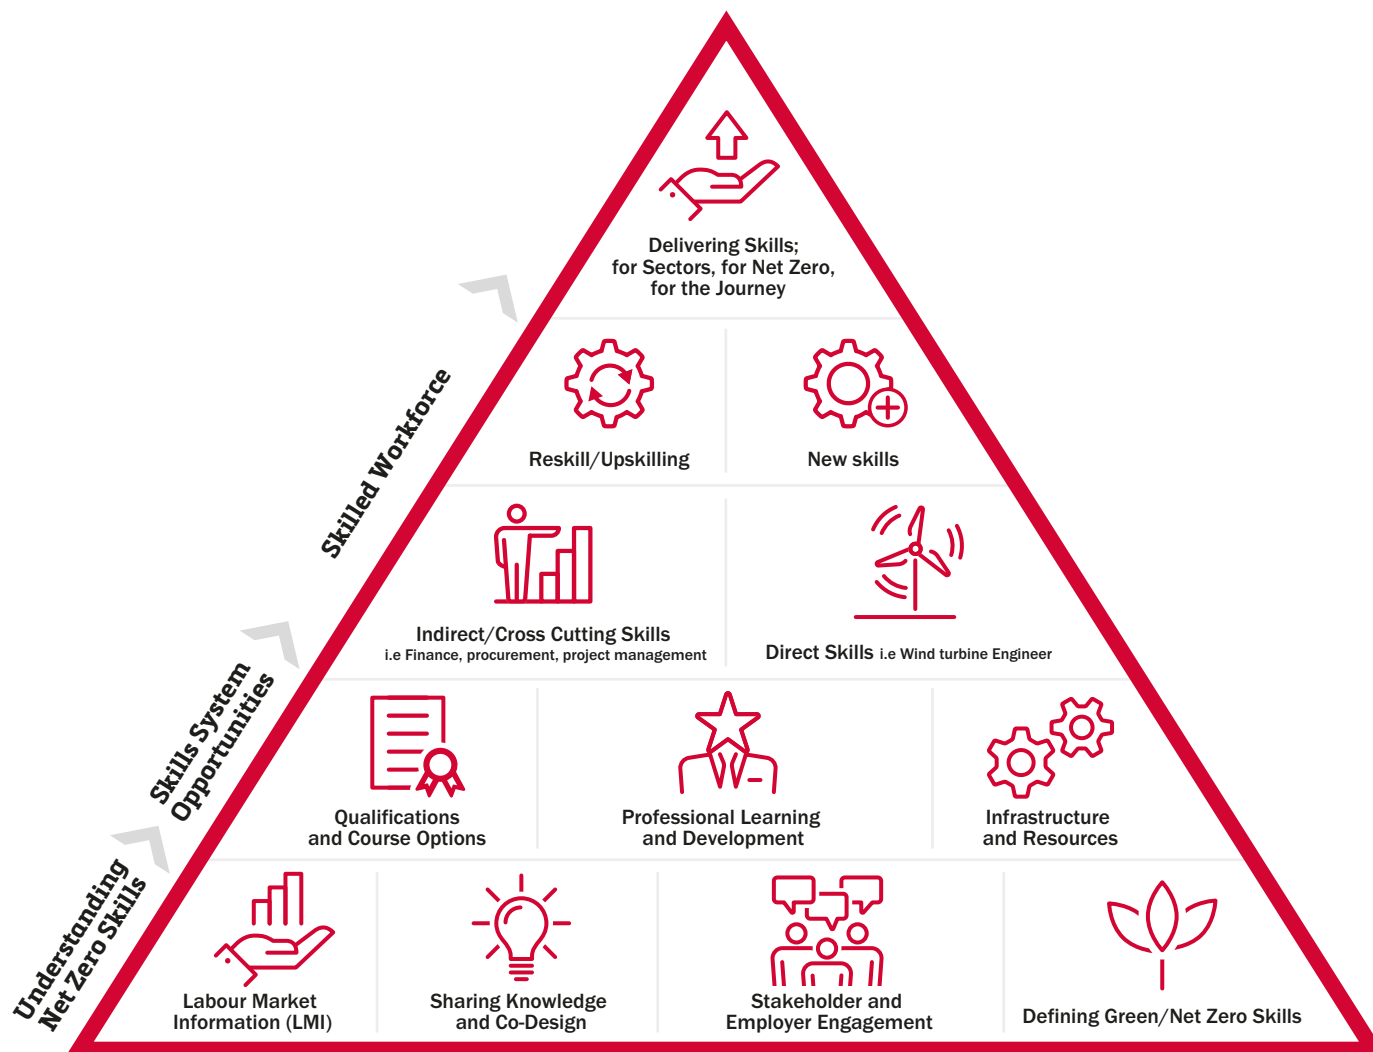 Delivering Skills;
for Sectors, for Net Zero,
for the Journey
Skilled Workforce
Reskill/Upskilling
New skills
Indirect/Cross Cutting Skills
i.e Finance, procurement, project management
Direct Skills i.e Wind turbine Engineer
Skills System
Opportunities
Qualifications
and Course Options
Professional Learning
and Development
Infrastructure
and Resources
Understanding
Net Zero Skills
Labour Market
Information (LMI)
Sharing Knowledge
and Co-Design
Stakeholder and
Employer Engagement
Defining Green/Net Zero Skills